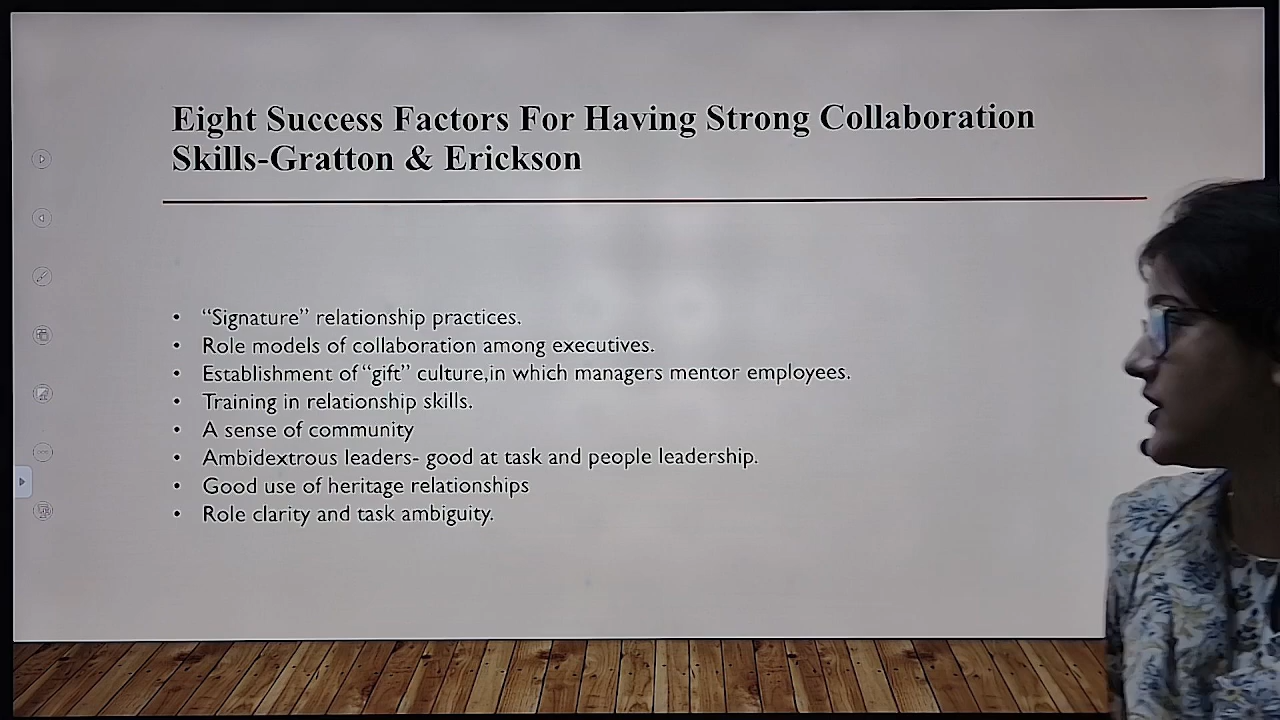 Eight Success Factors For Having Strong Collaboration
Skills-Gratton & Erickson
• “Signature” relationship practices.
• Role models of collaboration among executives.
• Establishment of “gift” culture,in which managers mentor employees.
• Training in relationship skills.
• A sense of community
• Ambidextrous leaders- good at task and people leadership.
• Good use of heritage relationships
• Role clarity and task ambiguity.